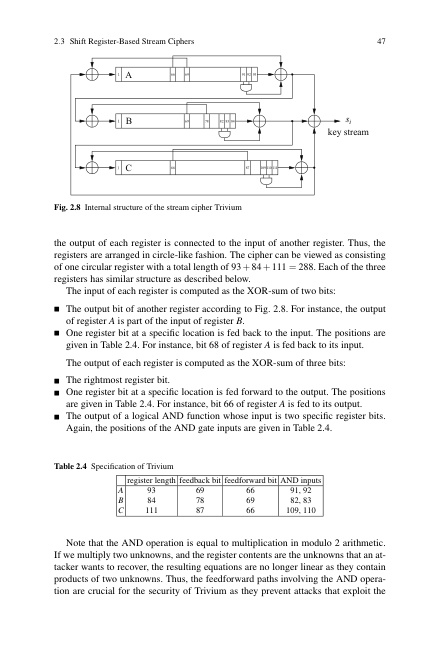 2.3 Shift Register-Based Stream Ciphers 47
1 A
1 B
1 C
s_i
key stream
Fig. 2.8 Internal structure of the stream cipher Trivium
the output of each register is connected to the input of another register. Thus, the
registers are arranged in circle-like fashion. The cipher can be viewed as consisting
of one circular register with a total length of 93 + 84 + 111 = 288. Each of the three
registers has similar structure as described below.
The input of each register is computed as the XOR-sum of two bits:
■ The output bit of another register according to Fig. 2.8. For instance, the output
of register A is part of the input of register B.
■ One register bit at a specific location is fed back to the input. The positions are
given in Table 2.4. For instance, bit 68 of register A is fed back to its input.
The output of each register is computed as the XOR-sum of three bits:
■ The rightmost register bit.
■ One register bit at a specific location is fed forward to the output. The positions
are given in Table 2.4. For instance, bit 66 of register A is fed to its output.
■ The output of a logical AND function whose input is two specific register bits.
Again, the positions of the AND gate inputs are given in Table 2.4.
Table 2.4 Specification of Trivium
register length feedback bit feedforward bit AND inputs
A 93 69 66 91, 92
B 84 78 69 82, 83
C 111 87 66 109, 110
Note that the AND operation is equal to multiplication in modulo 2 arithmetic.
If we multiply two unknowns, and the register contents are the unknowns that an at-
tacker wants to recover, the resulting equations are no longer linear as they contain
products of two unknowns. Thus, the feedforward paths involving the AND opera-
tion are crucial for the security of Trivium as they prevent attacks that exploit the